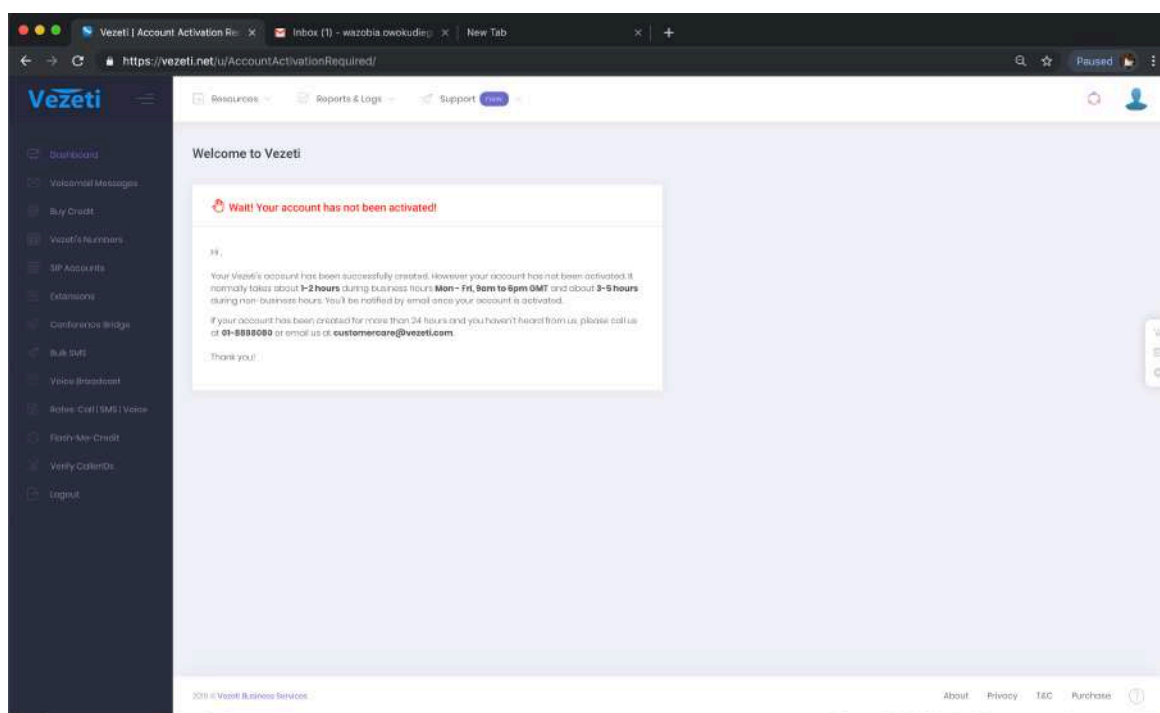 Vezeti | Account Activation Re
Inbox (1) - wazobia.owokudie
New Tab
https://vezeti.net/u/AccountActivationRequired/
Paused
Vezeti
Resources
Reports & Logs
Support new
Dashboard
Welcome to Vezeti
Voicemail Messages
Buy Credit
Vezeti's Numbers
SIP Accounts
Extensions
Conference Bridge
Bulk SMS
Voice Broadcast
Rates: Call | SMS | Voice
Flash-Me-Credit
Verify CallerIDs
Logout
Wait! Your account has not been activated!
Hi ,
Your Vezeti's account has been successfully created. However your account has not been activated. It
normally takes about 1-2 hours during business hours Mon - Fri, 9am to 6pm GMT and about 3-5 hours
during non-business hours. You'll be notified by email once your account is activated.
If your account has been created for more than 24 hours and you haven't heard from us, please call us
at 01-8888080 or email us at customercare@vezeti.com.
Thank you!
© Vezeti Business Services
About Privacy T&C Purchase